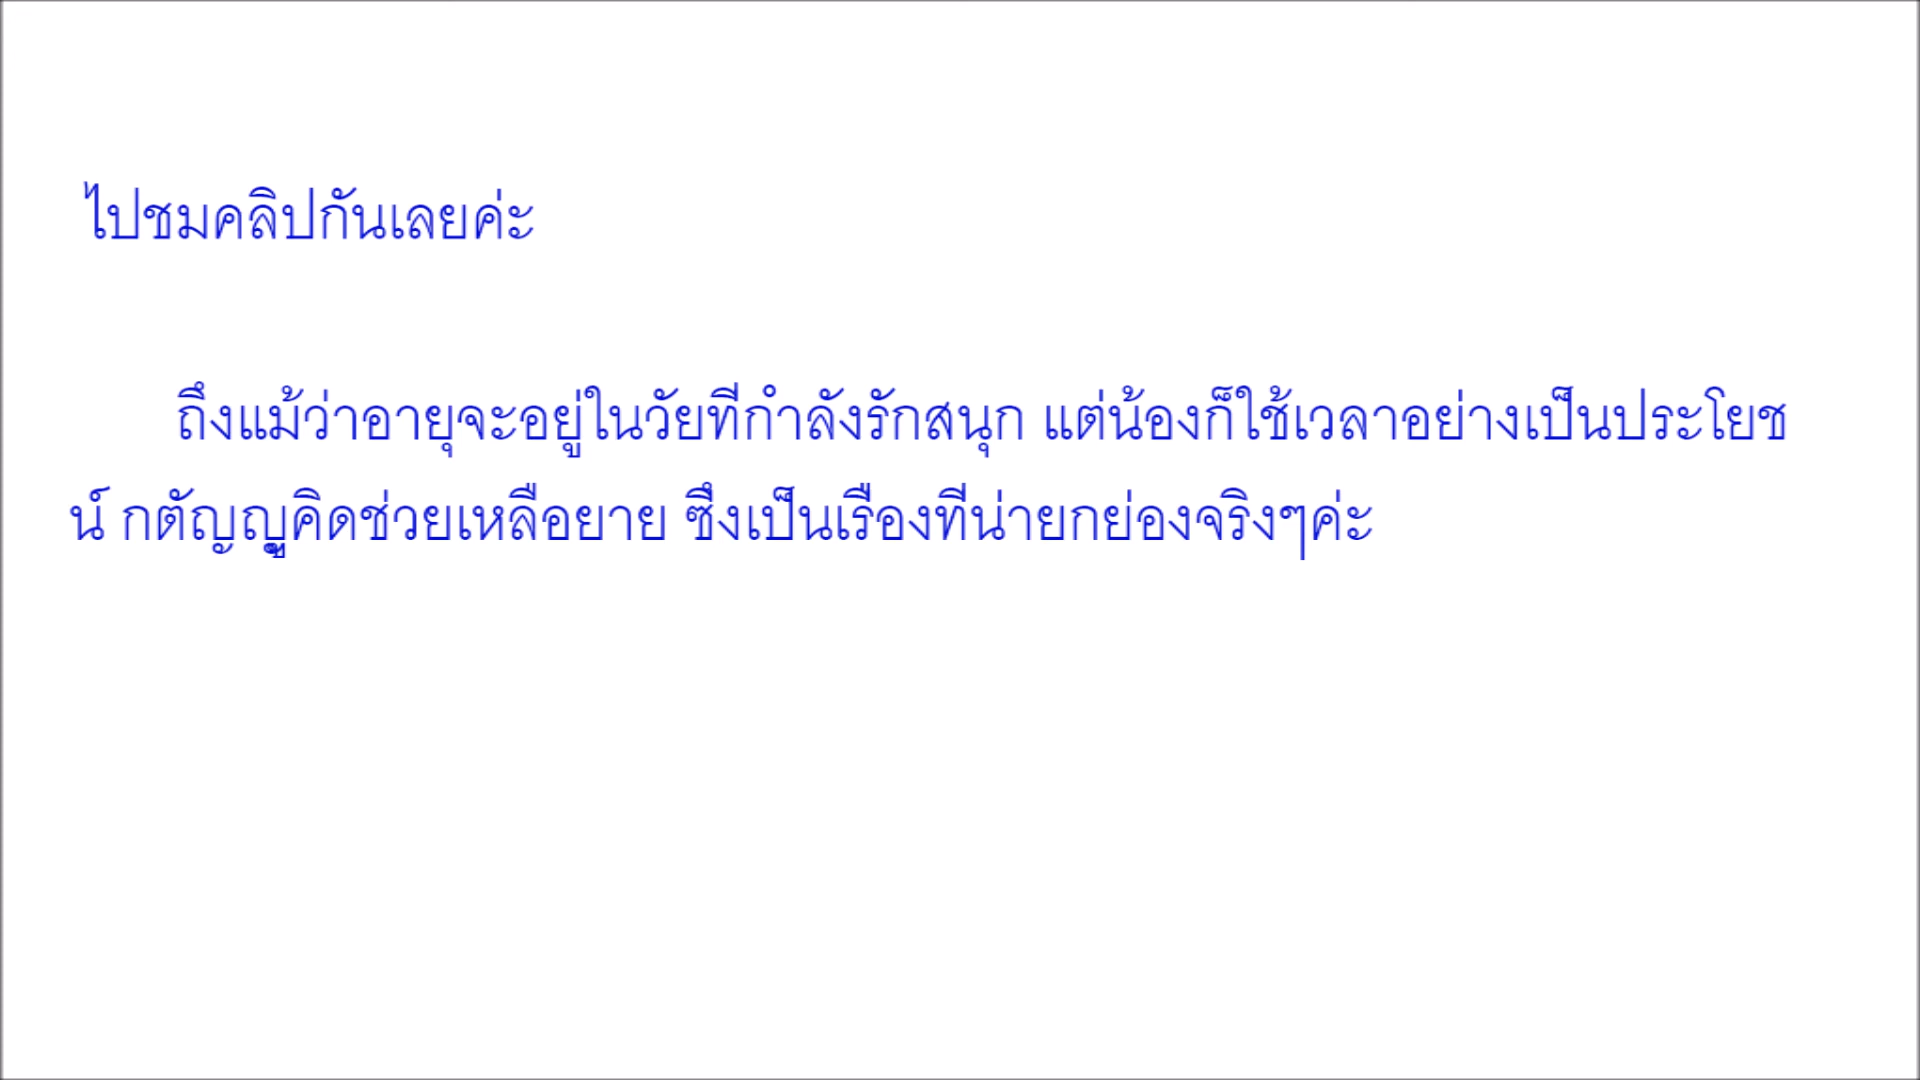 ไปชมคลิปกันเลยค่ะ
ถึงแม้ว่าอายุจะอยู่ในวัยที่กำลังรักสนุก แต่น้องก็ใช้เวลาอย่างเป็นประโยช
น์ กตัญญูคิดช่วยเหลือยาย ซึ่งเป็นเรื่องที่น่ายกย่องจริงๆค่ะ